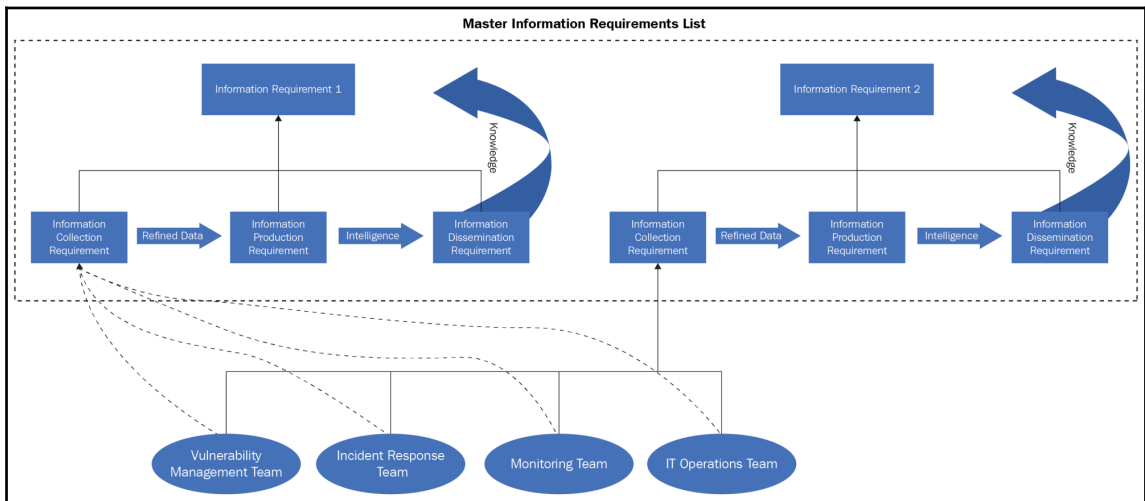 Master Information Requirements List
Information Requirement 1
Information Requirement 2
Knowledge
Knowledge
Information
Collection
Requirement
Refined Data
Information
Production
Requirement
Intelligence
Information
Dissemination
Requirement
Information
Collection
Requirement
Refined Data
Information
Production
Requirement
Intelligence
Information
Dissemination
Requirement
Vulnerability
Management Team
Incident Response
Team
Monitoring Team
IT Operations Team